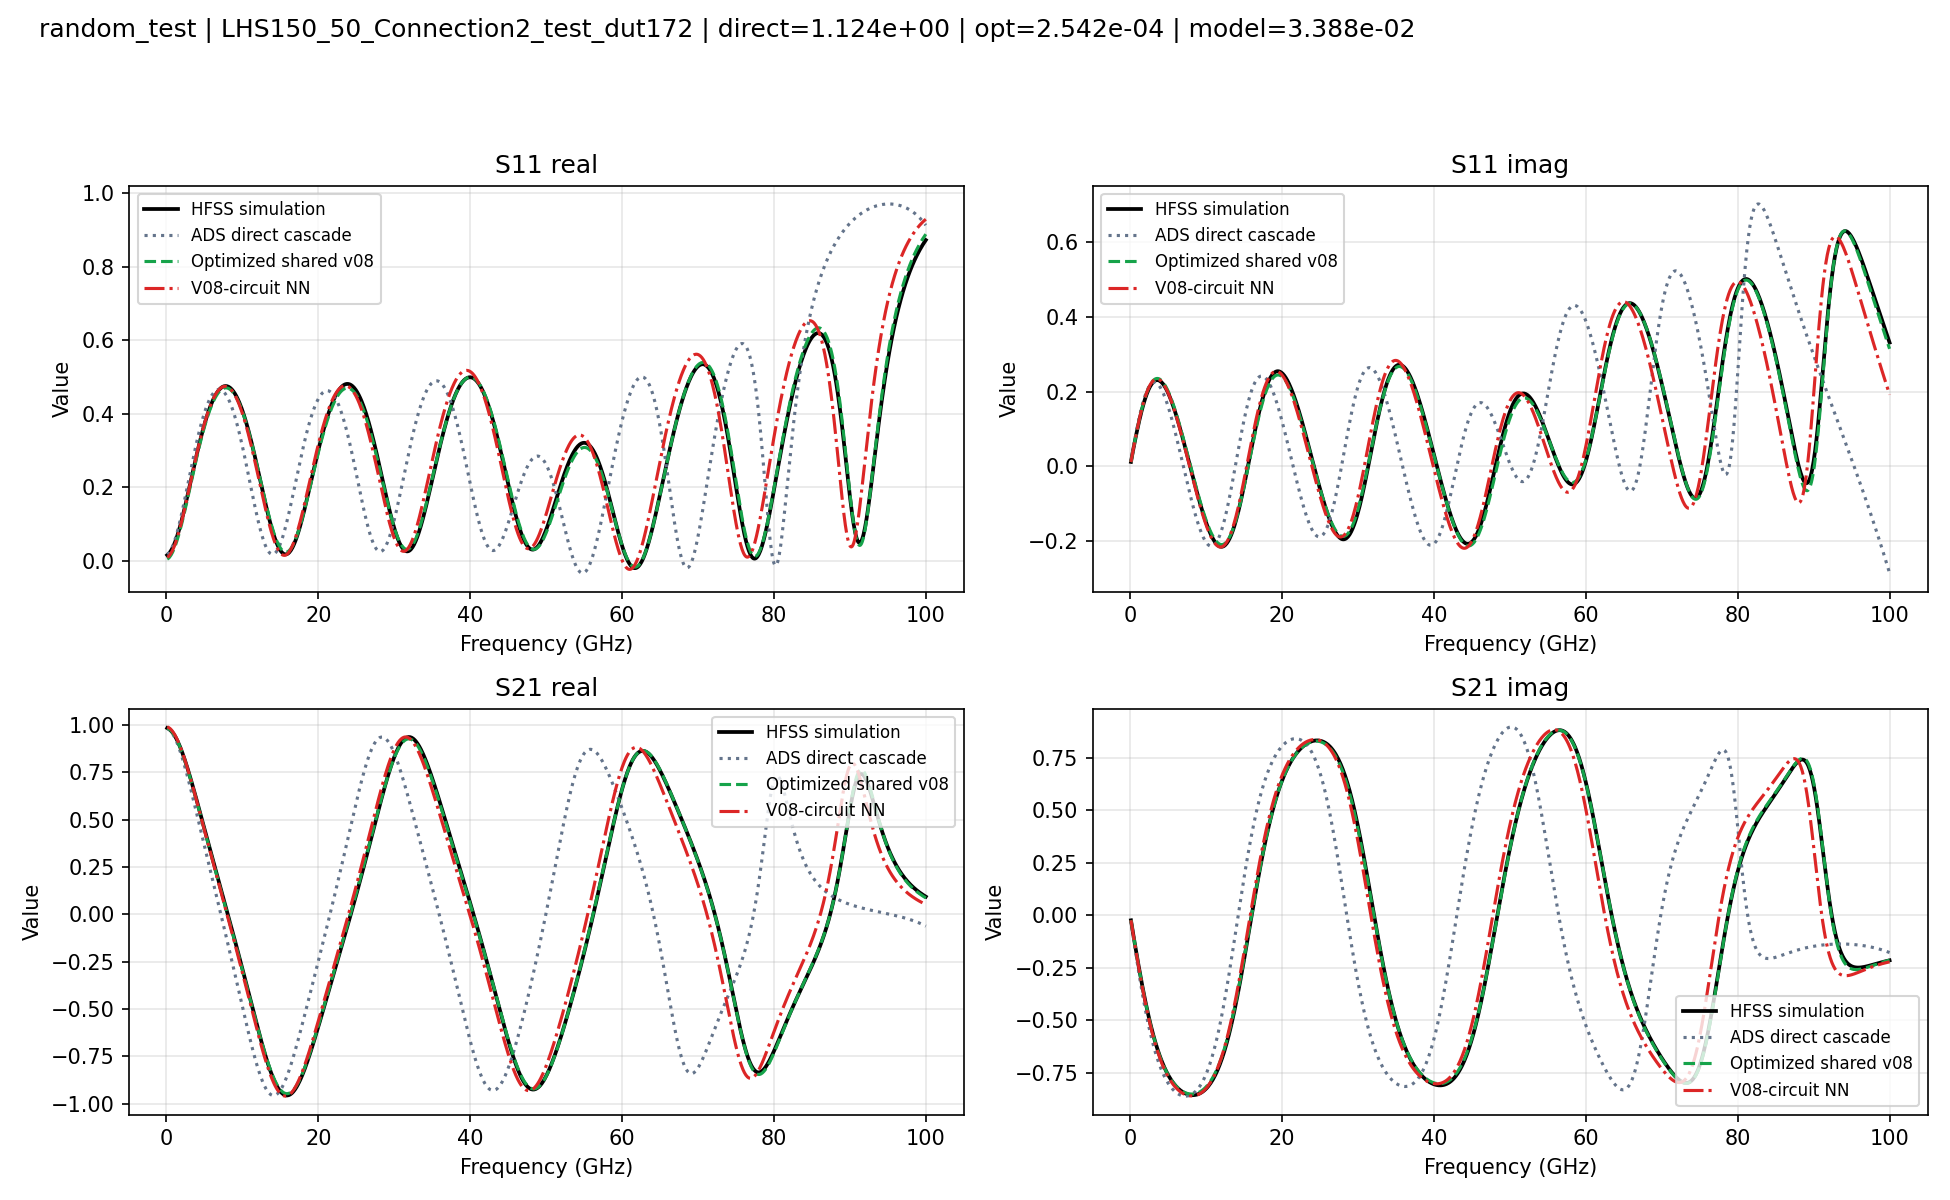 random_test | LHS150_50_Connection2_test_dut172 | direct=1.124e+00 | opt=2.542e-04 | model=3.388e-02
S11 real
HFSS simulation
ADS direct cascade
Optimized shared v08
V08-circuit NN
Value
1.0
0.8
0.6
0.4
0.2
0.0
0 20 40 60 80 100
Frequency (GHz)
S11 imag
HFSS simulation
ADS direct cascade
Optimized shared v08
V08-circuit NN
Value
0.6
0.4
0.2
0.0
−0.2
0 20 40 60 80 100
Frequency (GHz)
S21 real
HFSS simulation
ADS direct cascade
Optimized shared v08
V08-circuit NN
Value
1.00
0.75
0.50
0.25
0.00
−0.25
−0.50
−0.75
−1.00
0 20 40 60 80 100
Frequency (GHz)
S21 imag
HFSS simulation
ADS direct cascade
Optimized shared v08
V08-circuit NN
Value
0.75
0.50
0.25
0.00
−0.25
−0.50
−0.75
0 20 40 60 80 100
Frequency (GHz)